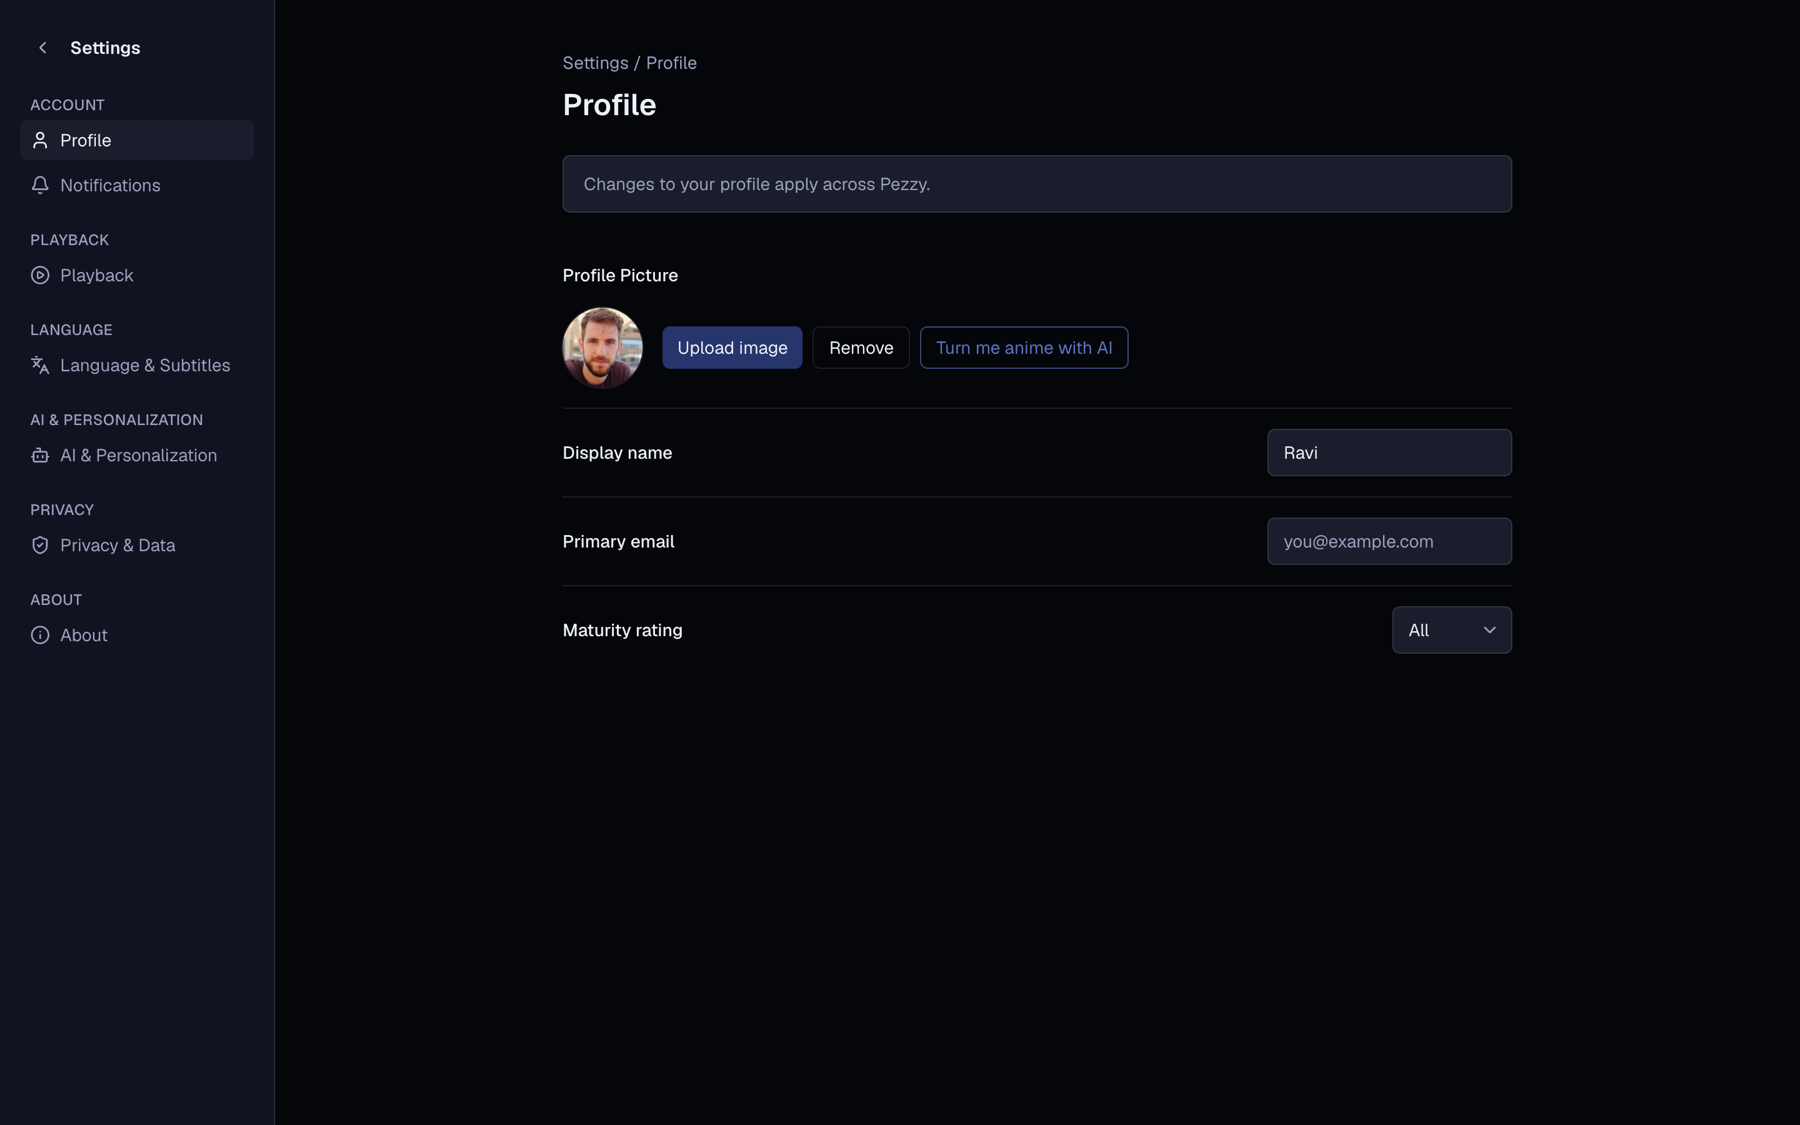 Settings
ACCOUNT
Profile
Notifications
PLAYBACK
Playback
LANGUAGE
Language & Subtitles
AI & PERSONALIZATION
AI & Personalization
PRIVACY
Privacy & Data
ABOUT
About
Settings / Profile
Profile
Changes to your profile apply across Pezzy.
Profile Picture
Upload image
Remove
Turn me anime with AI
Display name
Ravi
Primary email
you@example.com
Maturity rating
All